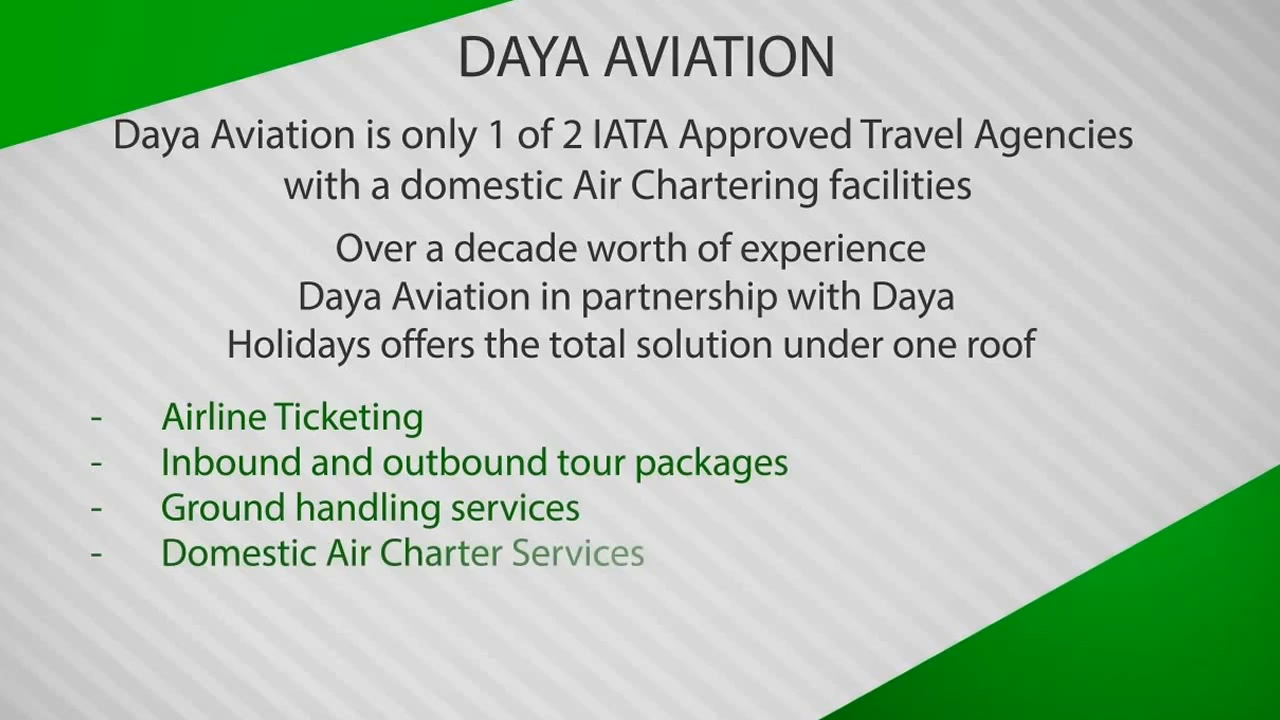 DAYA AVIATION
Daya Aviation is only 1 of 2 IATA Approved Travel Agencies
with a domestic Air Chartering facilities
Over a decade worth of experience
Daya Aviation in partnership with Daya
Holidays offers the total solution under one roof
- Airline Ticketing
- Inbound and outbound tour packages
- Ground handling services
- Domestic Air Charter Services